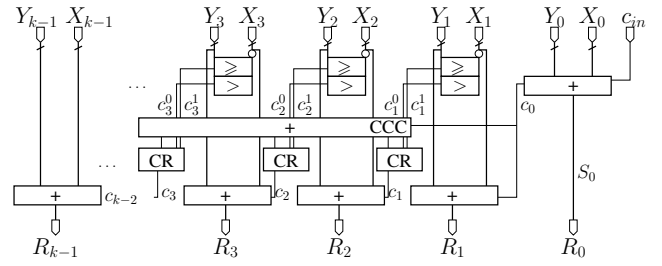 Y_{k−1} X_{k−1} Y_3 X_3 Y_2 X_2 Y_1 X_1 Y_0 X_0 c_{in}
⩾ ⩾ ⩾
... > > > +
c_3^0 c_3^1 c_2^0 c_2^1 c_1^0 c_1^1 c_0
+ CCC
... CR CR CR S_0
+ c_{k−2} c_3 + c_2 + c_1 +
R_{k−1} R_3 R_2 R_1 R_0